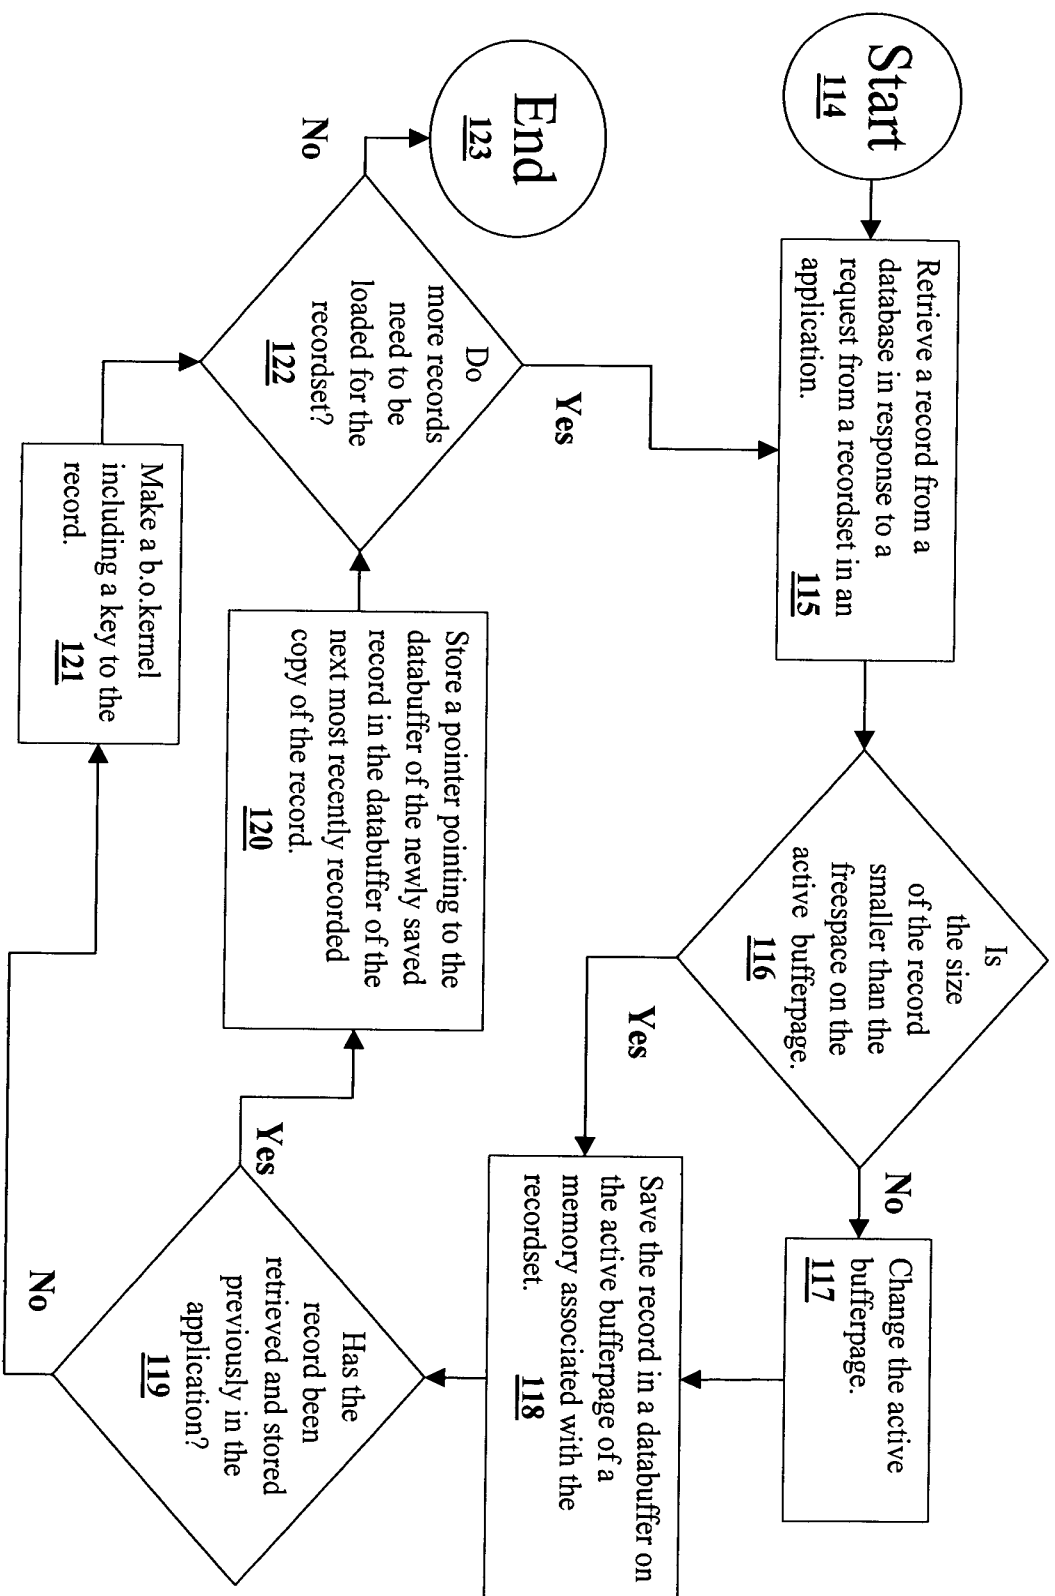 Start
114
Retrieve a record from a
database in response to a
request from a recordset in an
application.
115
Is
the size
of the record
smaller than the
freespace on the
active bufferpage.
116
No
Change the active
bufferpage.
117
Yes
Save the record in a databuffer on
the active bufferpage of a
memory associated with the
recordset.
118
Has the
record been
retrieved and stored
previously in the
application?
119
Yes
Store a pointer pointing to the
databuffer of the newly saved
record in the databuffer of the
next most recently recorded
copy of the record.
120
No
Make a b.o.kernel
including a key to the
record.
121
Do
more records
need to be
loaded for the
recordset?
122
Yes
No
End
123